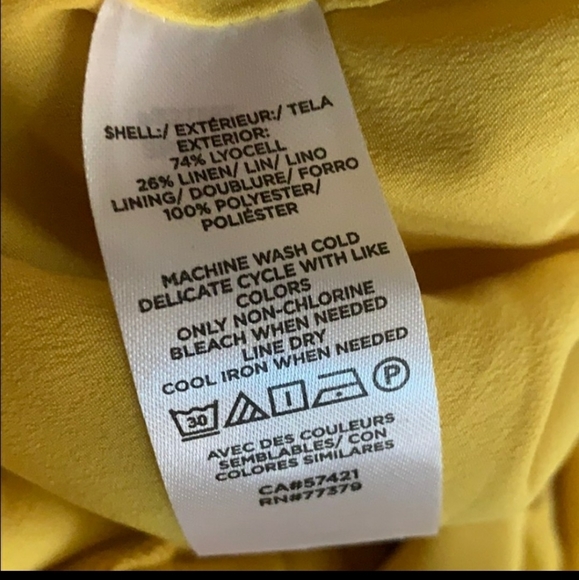 SHELL:/ EXTÉRIEUR:/ TELA
EXTERIOR:
74% LYOCELL
26% LINEN/ LIN/ LINO
LINING/ DOUBLURE/ FORRO
100% POLYESTER/
POLIÉSTER
MACHINE WASH COLD
DELICATE CYCLE WITH LIKE
COLORS
ONLY NON-CHLORINE
BLEACH WHEN NEEDED
LINE DRY
COOL IRON WHEN NEEDED
30 P
AVEC DES COULEURS
SEMBLABLES/ CON
COLORES SIMILARES
CA#57421
RN#77379